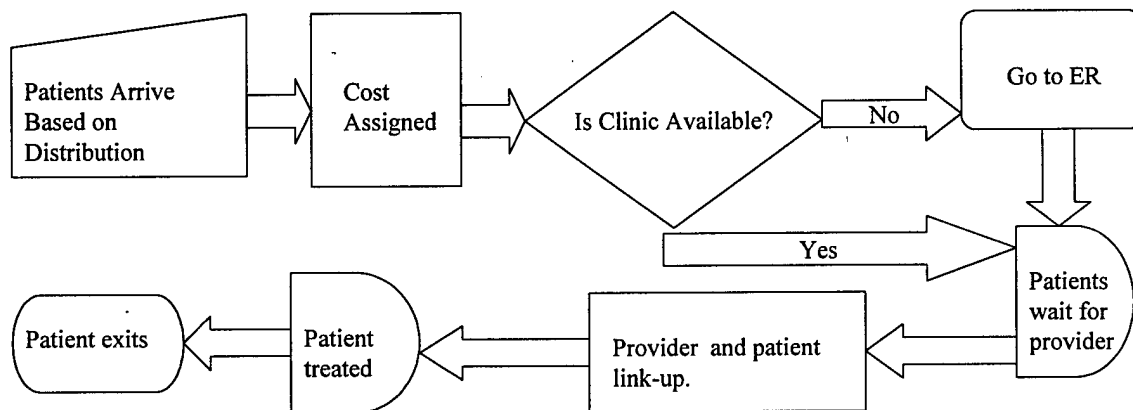 Patients Arrive
Based on
Distribution
Cost
Assigned
Is Clinic Available?
No
Go to ER
Yes
Patients
wait for
provider
Provider and patient
link-up.
Patient
treated
Patient exits